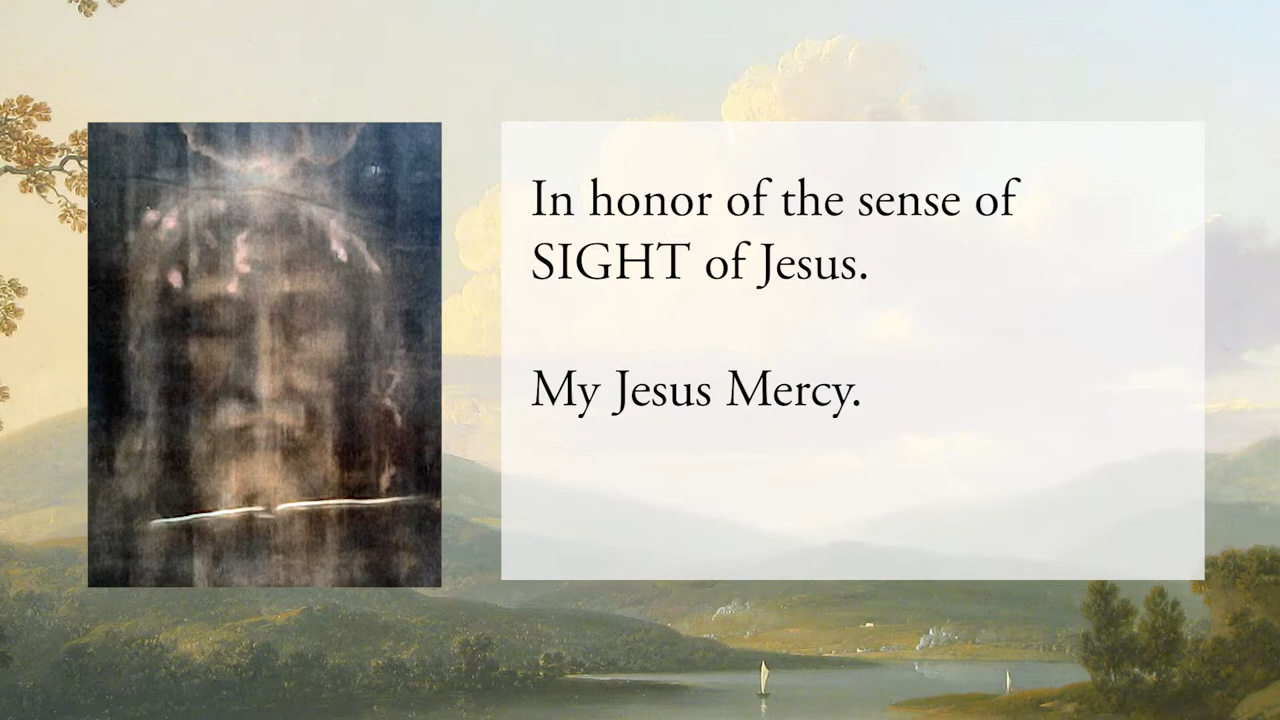 In honor of the sense of
SIGHT of Jesus.
My Jesus Mercy.